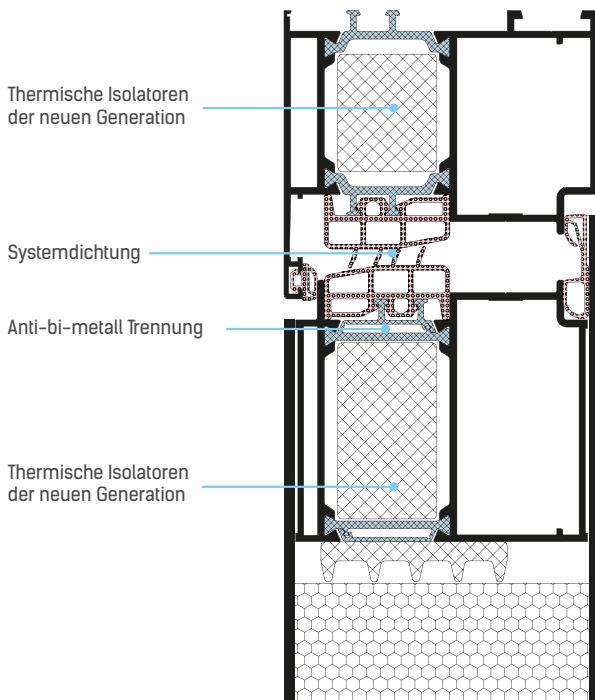 Thermische Isolatoren
der neuen Generation
Systemdichtung
Anti-bi-metall Trennung
Thermische Isolatoren
der neuen Generation